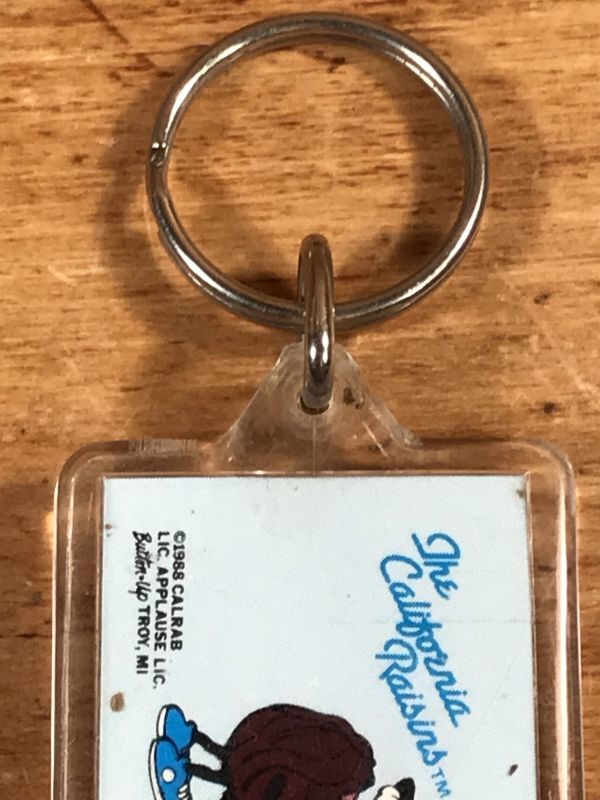 The
California
Raisins™
©1988 CALRAB
LIC. APPLAUSE LIC.
Button-Up TROY, MI